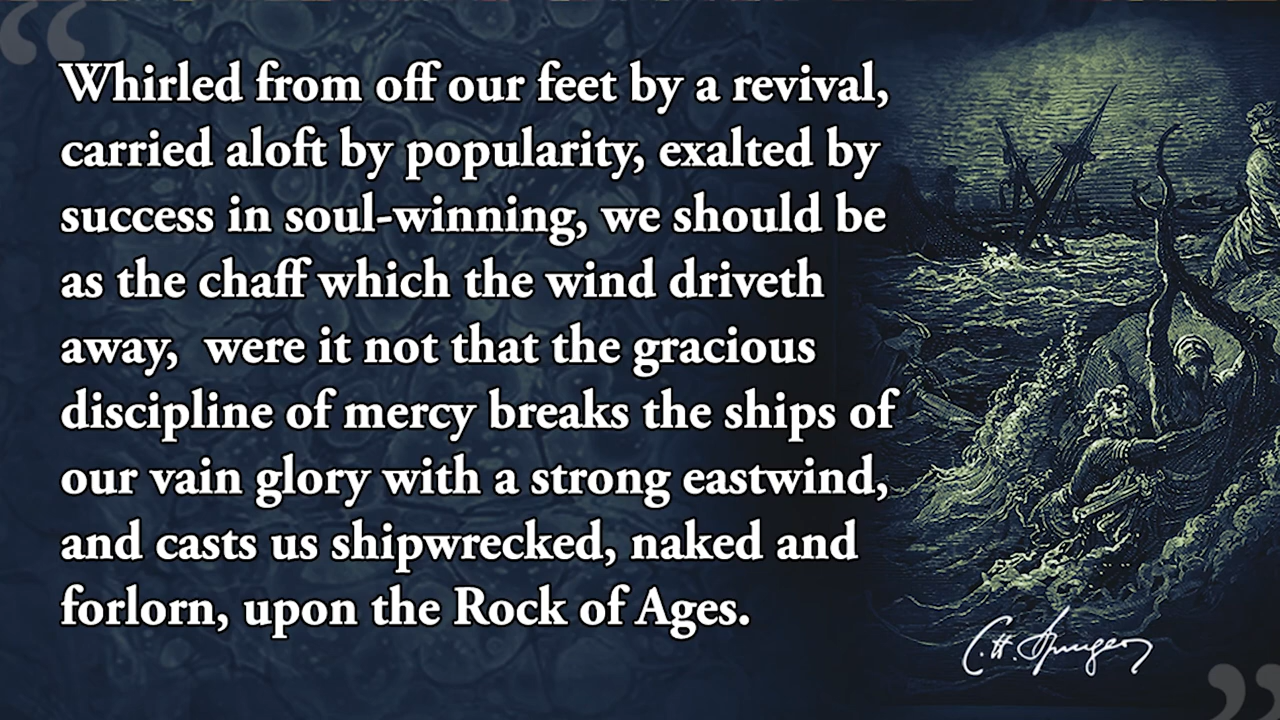 Whirled from off our feet by a revival,
carried aloft by popularity, exalted by
success in soul-winning, we should be
as the chaff which the wind driveth
away,  were it not that the gracious
discipline of mercy breaks the ships of
our vain glory with a strong eastwind,
and casts us shipwrecked, naked and
forlorn, upon the Rock of Ages.
C. H. Spurgeon